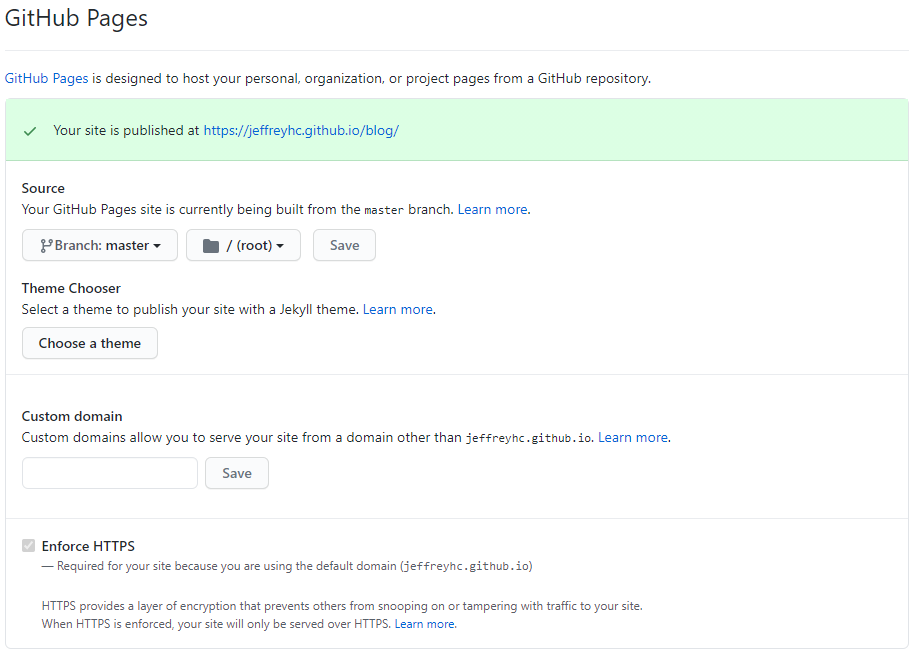 GitHub Pages
GitHub Pages is designed to host your personal, organization, or project pages from a GitHub repository.
Your site is published at https://jeffreyhc.github.io/blog/
Source
Your GitHub Pages site is currently being built from the master branch. Learn more.
Branch: master / (root) Save
Theme Chooser
Select a theme to publish your site with a Jekyll theme. Learn more.
Choose a theme
Custom domain
Custom domains allow you to serve your site from a domain other than jeffreyhc.github.io. Learn more.
Save
Enforce HTTPS
— Required for your site because you are using the default domain (jeffreyhc.github.io)
HTTPS provides a layer of encryption that prevents others from snooping on or tampering with traffic to your site.
When HTTPS is enforced, your site will only be served over HTTPS. Learn more.